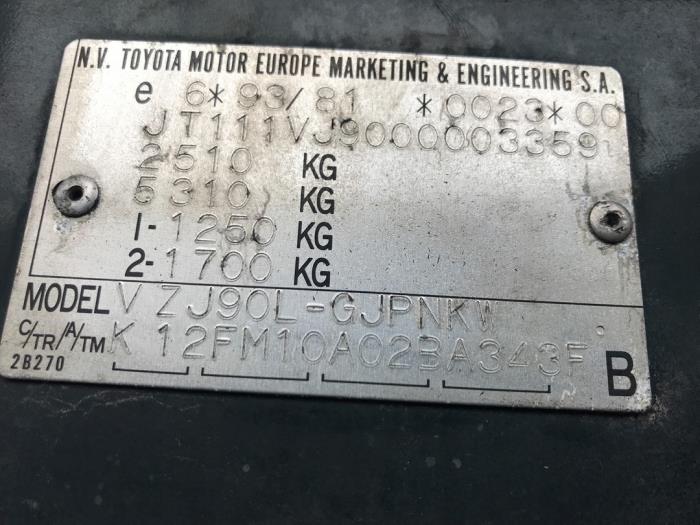 N.V. TOYOTA MOTOR EUROPE MARKETING & ENGINEERING S.A.
e 6*93/81 *0023*00
JT111VJ9000003359
2510 KG
5310 KG
1-1250 KG
2-1700 KG
MODEL VZJ90L-GJPNKW
C/TR/A/TM K12FM10A02BA343F
2B270 B